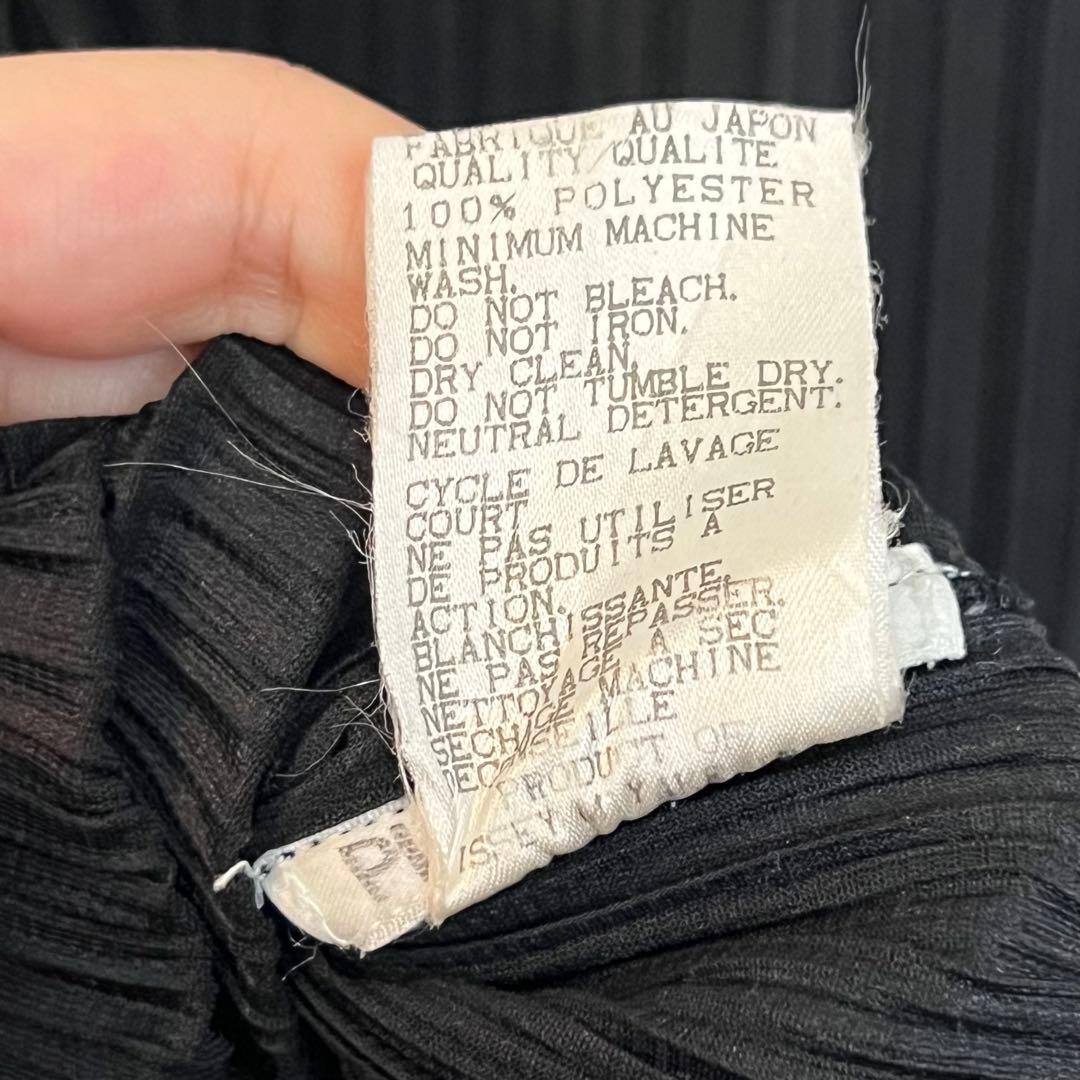 FABRIQUE AU JAPON
QUALITY/QUALITE
100% POLYESTER
MINIMUM MACHINE
WASH.
DO NOT BLEACH.
DO NOT IRON.
DRY CLEAN.
DO NOT TUMBLE DRY.
NEUTRAL DETERGENT.
CYCLE DE LAVAGE
COURT
NE PAS UTILISER
DE PRODUITS A
ACTION.
BLANCHISSANTE.
NE PAS REPASSER.
NETTOYAGE A SEC
MACHINE
PRODUCT OF
ISSEY